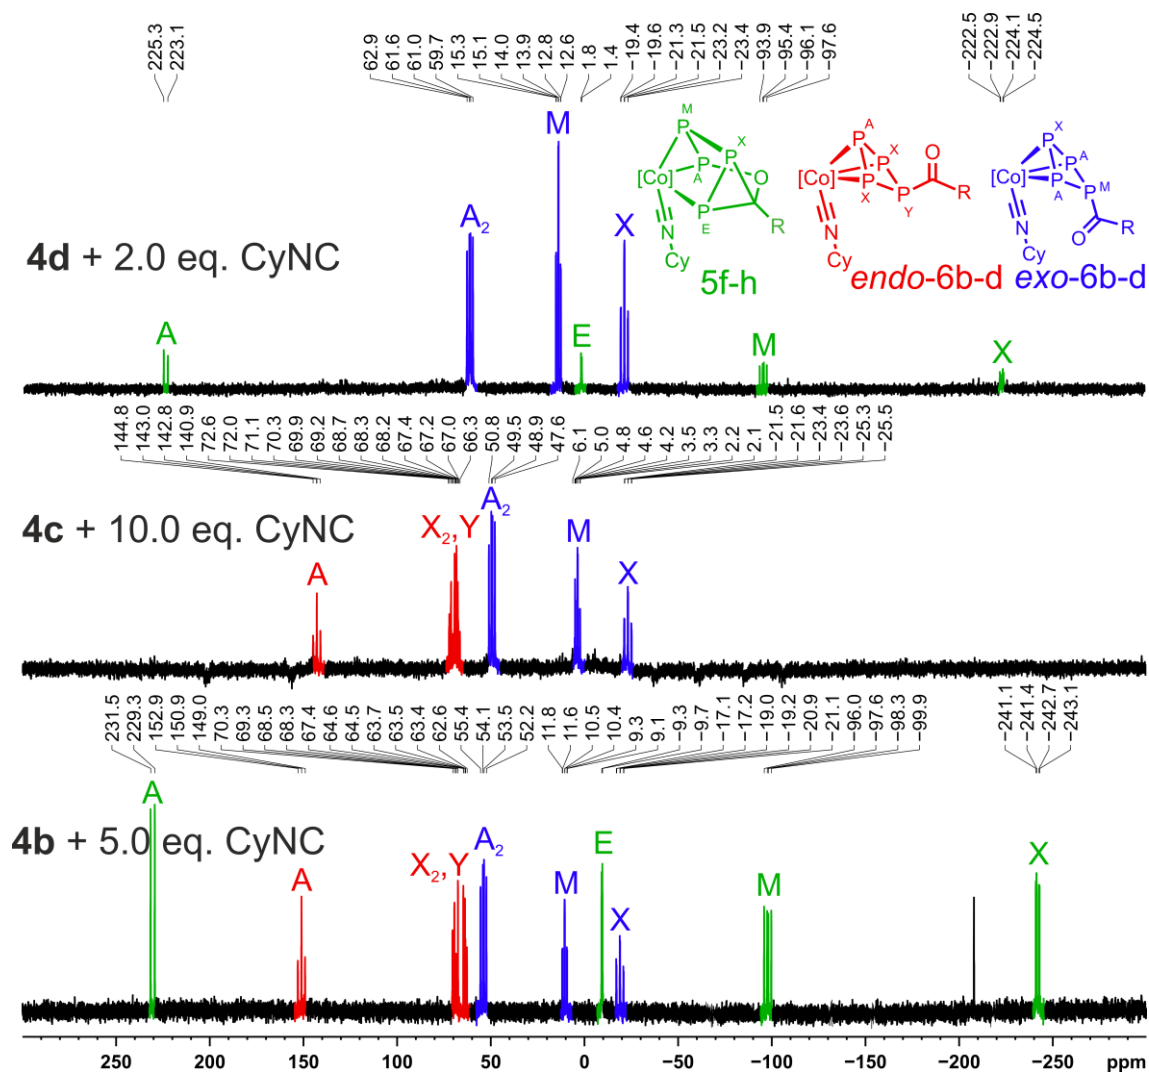 225.3 223.1 62.9 61.6 61.0 59.7 15.3 15.1 14.0 13.9 12.8 12.6 1.8 1.4 −19.4 −19.6 −21.3 −21.5 −23.2 −23.4 −93.9 −95.4 −96.1 −97.6 −222.5 −222.9 −224.1 −224.5
M
P M P X P A O [Co] P E R N Cy
5f-h
P A P X P X P Y O R [Co] N Cy
endo-6b-d
P X P A P A P M O R [Co] N Cy
exo-6b-d
4d + 2.0 eq. CyNC
A A2 X E M X
144.8 143.0 142.8 140.9 72.6 72.0 71.1 70.3 69.9 69.2 68.7 68.3 68.2 67.4 67.2 67.0 66.3 50.8 49.5 48.9 47.6 6.1 5.0 4.8 4.6 4.2 3.5 3.3 2.2 2.1 −21.5 −21.6 −23.4 −23.6 −25.3 −25.5
4c + 10.0 eq. CyNC
A X2, Y A2 M X
231.5 229.3 152.9 150.9 149.0 70.3 69.3 68.5 68.3 67.4 64.6 64.5 63.7 63.5 63.4 62.6 55.4 54.1 53.5 52.2 11.8 11.6 10.5 10.4 9.3 9.1 −9.3 −9.7 −17.1 −17.2 −19.0 −19.2 −20.9 −21.1 −96.0 −97.6 −98.3 −99.9 −241.1 −241.4 −242.7 −243.1
4b + 5.0 eq. CyNC
A A X2, Y A2 M E X M X
250 200 150 100 50 0 −50 −100 −150 −200 −250 ppm